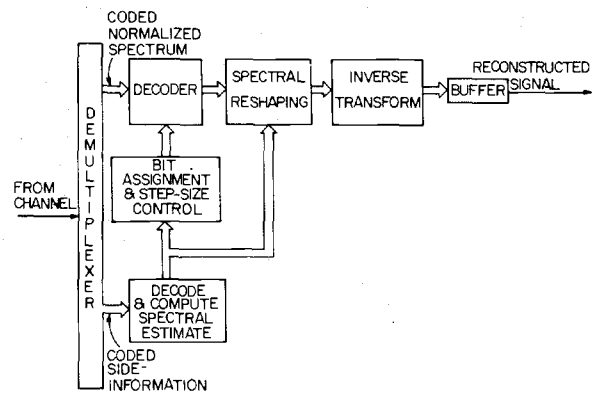 CODED
NORMALIZED
SPECTRUM
DECODER
SPECTRAL
RESHAPING
INVERSE
TRANSFORM
BUFFER
RECONSTRUCTED
SIGNAL
DEMULTIPLEXER
FROM
CHANNEL
BIT
ASSIGNMENT
& STEP-SIZE
CONTROL
DECODE
& COMPUTE
SPECTRAL
ESTIMATE
CODED
SIDE-
INFORMATION